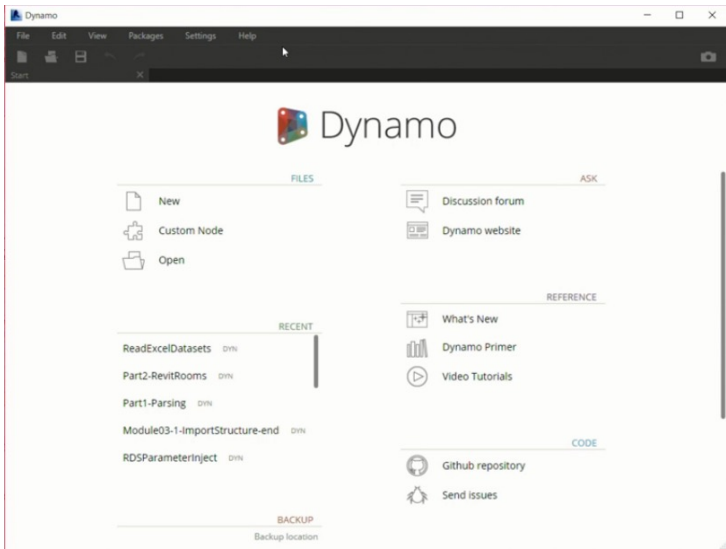 Dynamo
File Edit View Packages Settings Help
Start
Dynamo
FILES
New
Custom Node
Open
RECENT
ReadExcelDatasets DYN
Part2-RevitRooms DYN
Part1-Parsing DYN
Module03-1-ImportStructure-end DYN
RDSParameterInject DYN
BACKUP
Backup location
ASK
Discussion forum
Dynamo website
REFERENCE
What's New
Dynamo Primer
Video Tutorials
CODE
Github repository
Send issues